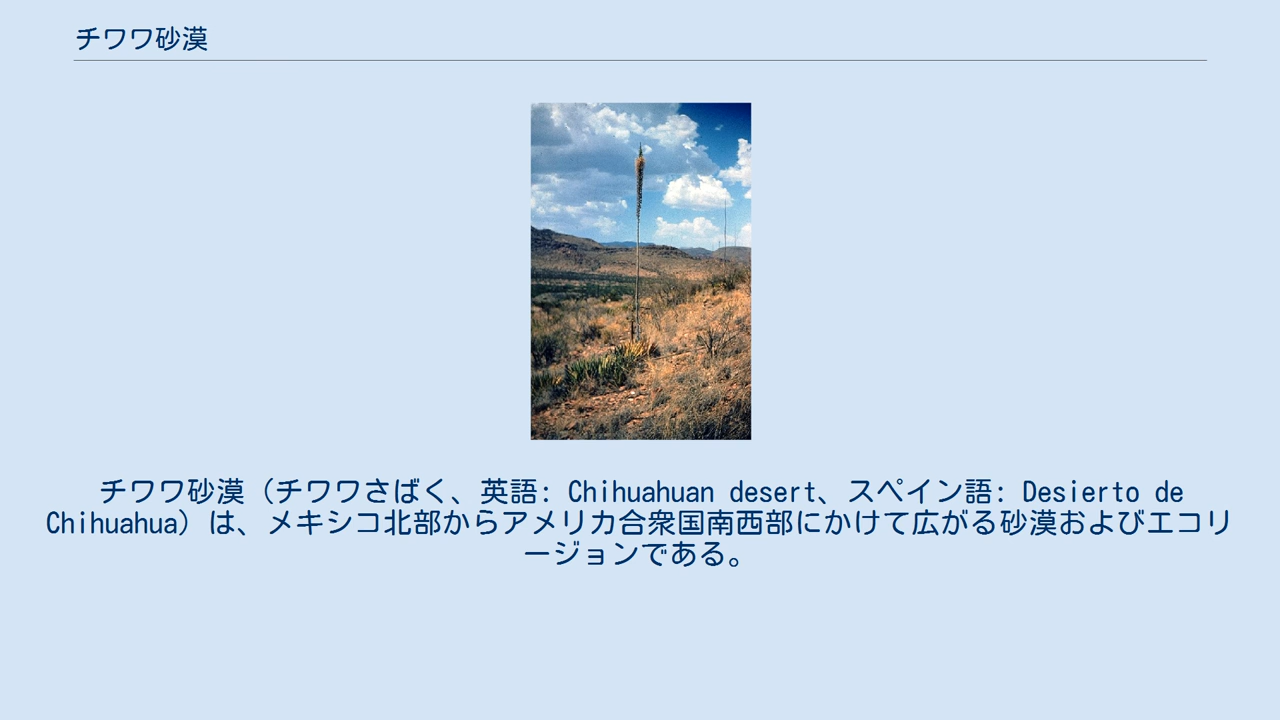 チワワ砂漠
チワワ砂漠（チワワさばく、英語: Chihuahuan desert、スペイン語: Desierto de
Chihuahua）は、メキシコ北部からアメリカ合衆国南西部にかけて広がる砂漠およびエコリ
ージョンである。